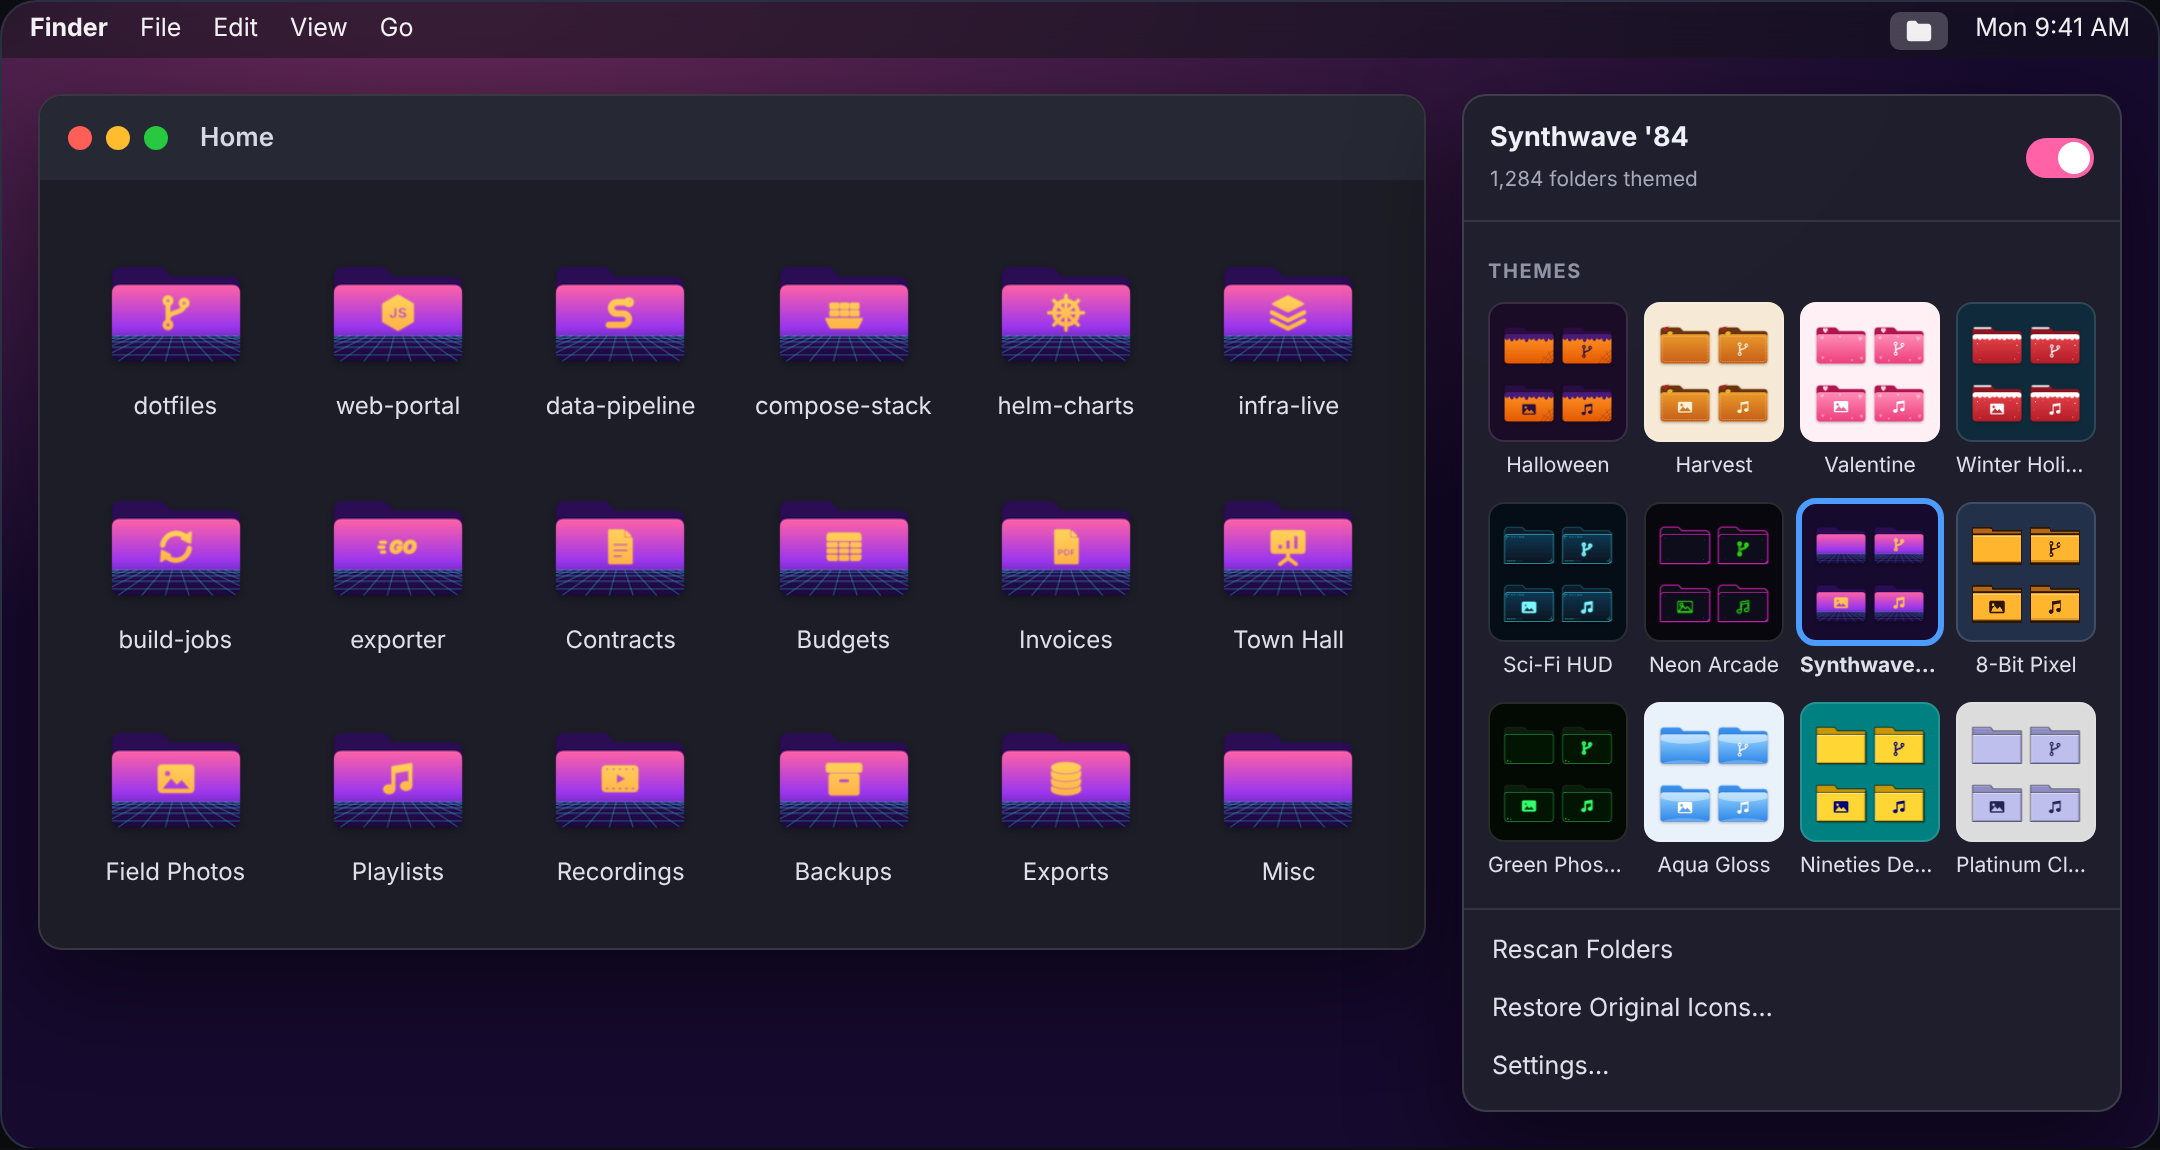 Finder File Edit View Go
Mon 9:41 AM
Home
dotfiles
web-portal
data-pipeline
compose-stack
helm-charts
infra-live
build-jobs
exporter
Contracts
Budgets
Invoices
Town Hall
Field Photos
Playlists
Recordings
Backups
Exports
Misc
JS
GO
PDF
Synthwave '84
1,284 folders themed
THEMES
Halloween
Harvest
Valentine
Winter Holi...
Sci-Fi HUD
Neon Arcade
Synthwave...
8-Bit Pixel
Green Phos...
Aqua Gloss
Nineties De...
Platinum Cl...
Rescan Folders
Restore Original Icons...
Settings...